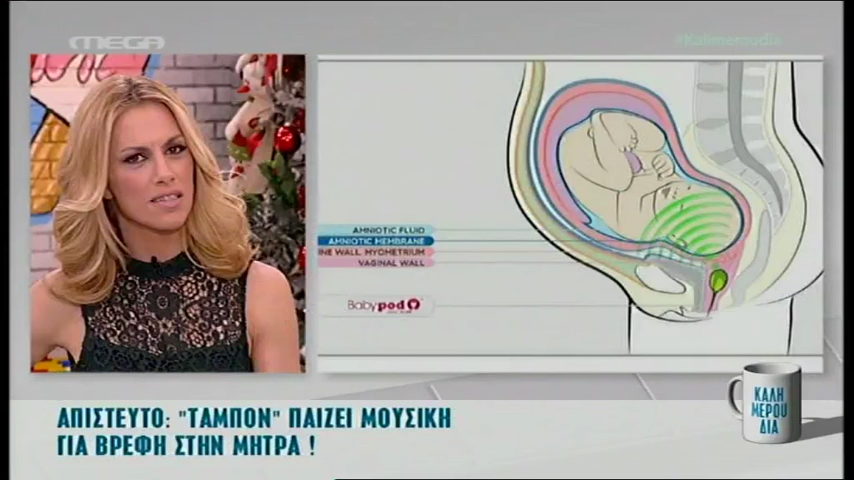 MEGA
#Kalimeroudia
AMNIOTIC FLUID
AMNIOTIC MEMBRANE
INE WALL, MYOMETRIUM
VAGINAL WALL
Babypod
ΑΠΙΣΤΕΥΤΟ: "ΤΑΜΠΟΝ" ΠΑΙΖΕΙ ΜΟΥΣΙΚΗ
ΓΙΑ ΒΡΕΦΗ ΣΤΗΝ ΜΗΤΡΑ !
ΚΑΛΗ
ΜΕΡΟΥ
ΔΙΑ